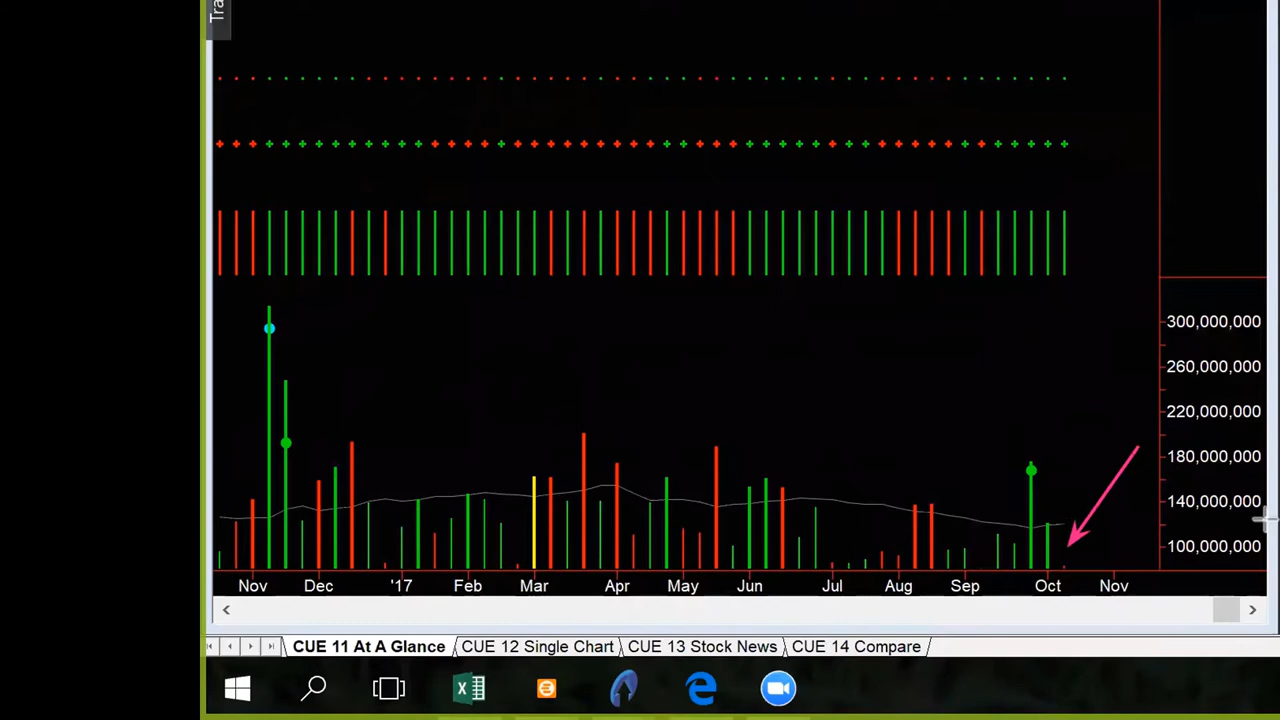 Tra
300,000,000
260,000,000
220,000,000
180,000,000
140,000,000
100,000,000
Nov Dec '17 Feb Mar Apr May Jun Jul Aug Sep Oct Nov
CUE 11 At A Glance CUE 12 Single Chart CUE 13 Stock News CUE 14 Compare